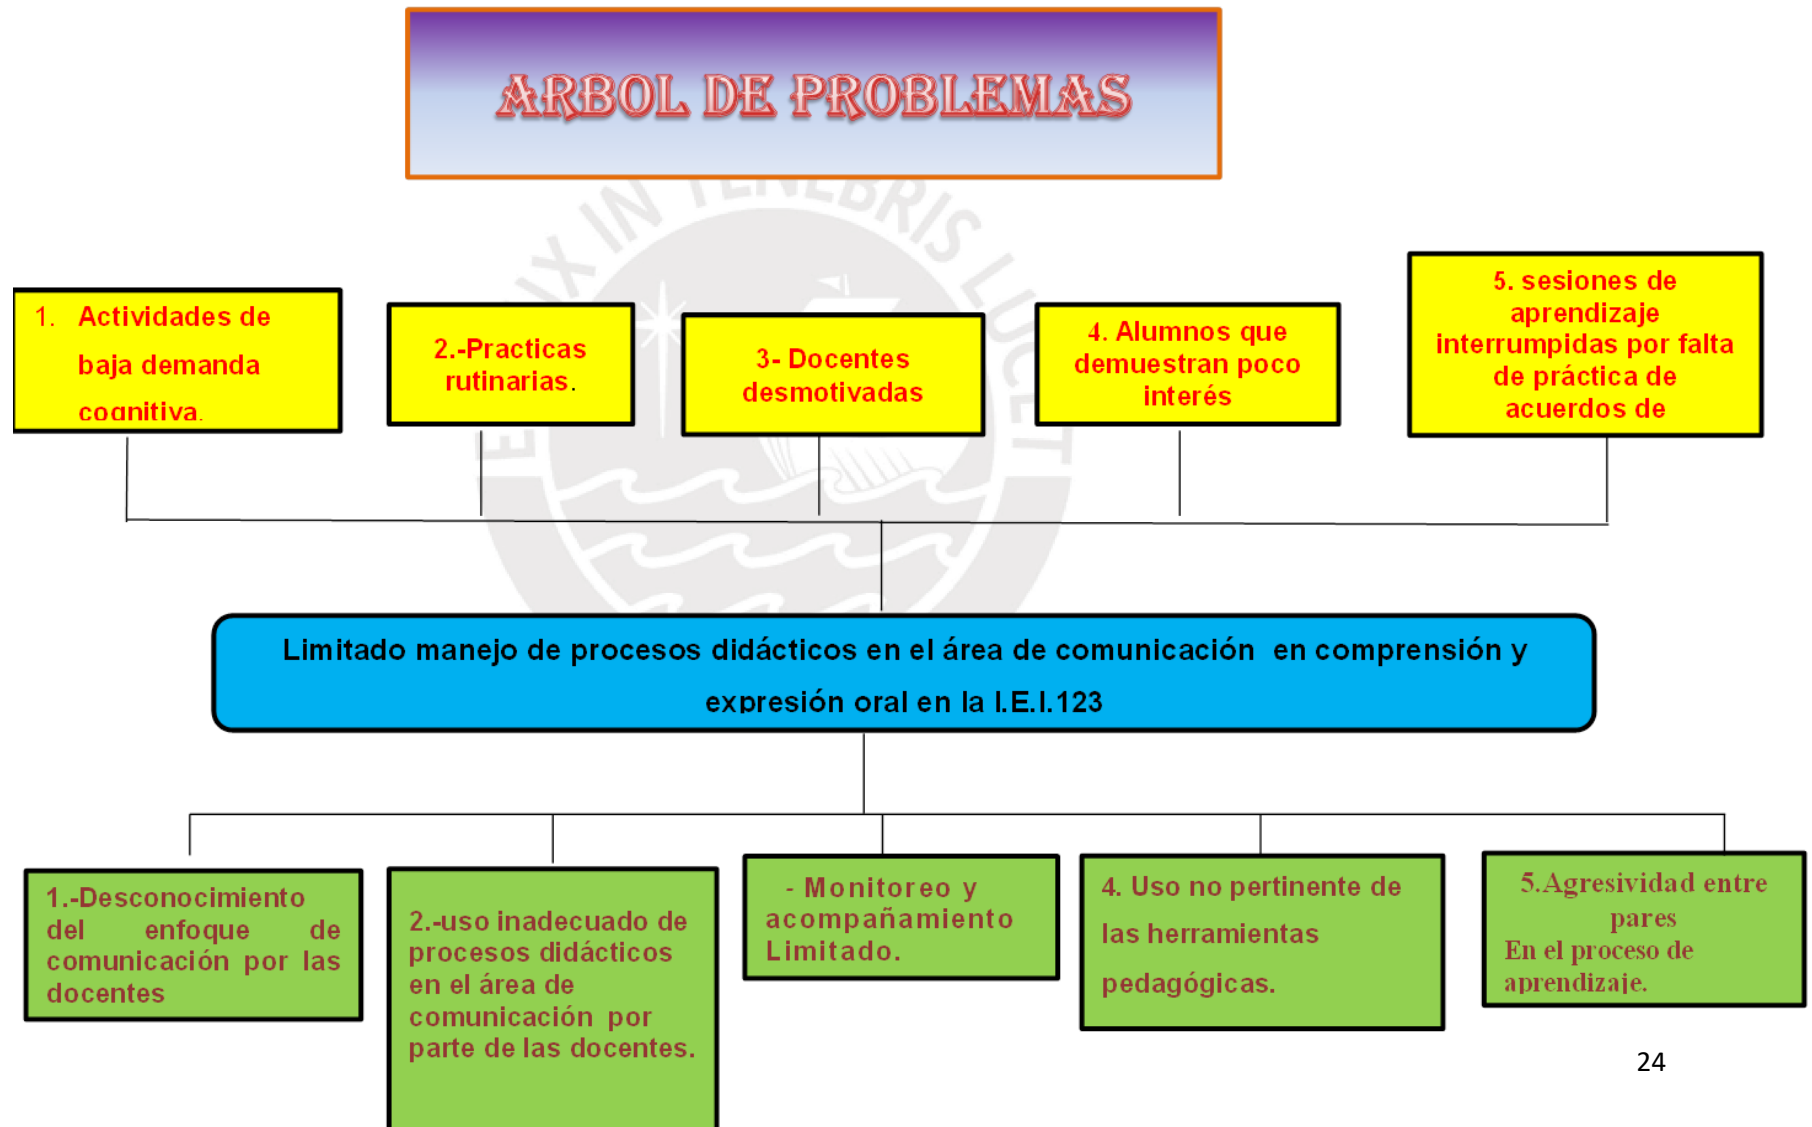 ARBOL DE PROBLEMAS
E IX IN TENEBRIS LUCET
1. Actividades de
baja demanda
cognitiva.
2.-Practicas
rutinarias.
3- Docentes
desmotivadas
4. Alumnos que
demuestran poco
interés
5. sesiones de
aprendizaje
interrumpidas por falta
de práctica de
acuerdos de
Limitado manejo de procesos didácticos en el área de comunicación en comprensión y
expresión oral en la I.E.I.123
1.-Desconocimiento
del enfoque de
comunicación por las
docentes
2.-uso inadecuado de
procesos didácticos
en el área de
comunicación por
parte de las docentes.
- Monitoreo y
acompañamiento
Limitado.
4. Uso no pertinente de
las herramientas
pedagógicas.
5.Agresividad entre
pares
En el proceso de
aprendizaje.
24